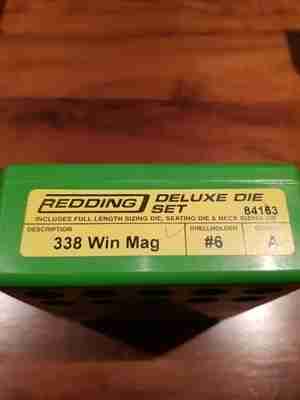 REDDING DELUXE DIE SET 84163
INCLUDES FULL LENGTH SIZING DIE, SEATING DIE & NECK SIZING DIE
DESCRIPTION SHELLHOLDER
338 Win Mag #6 A